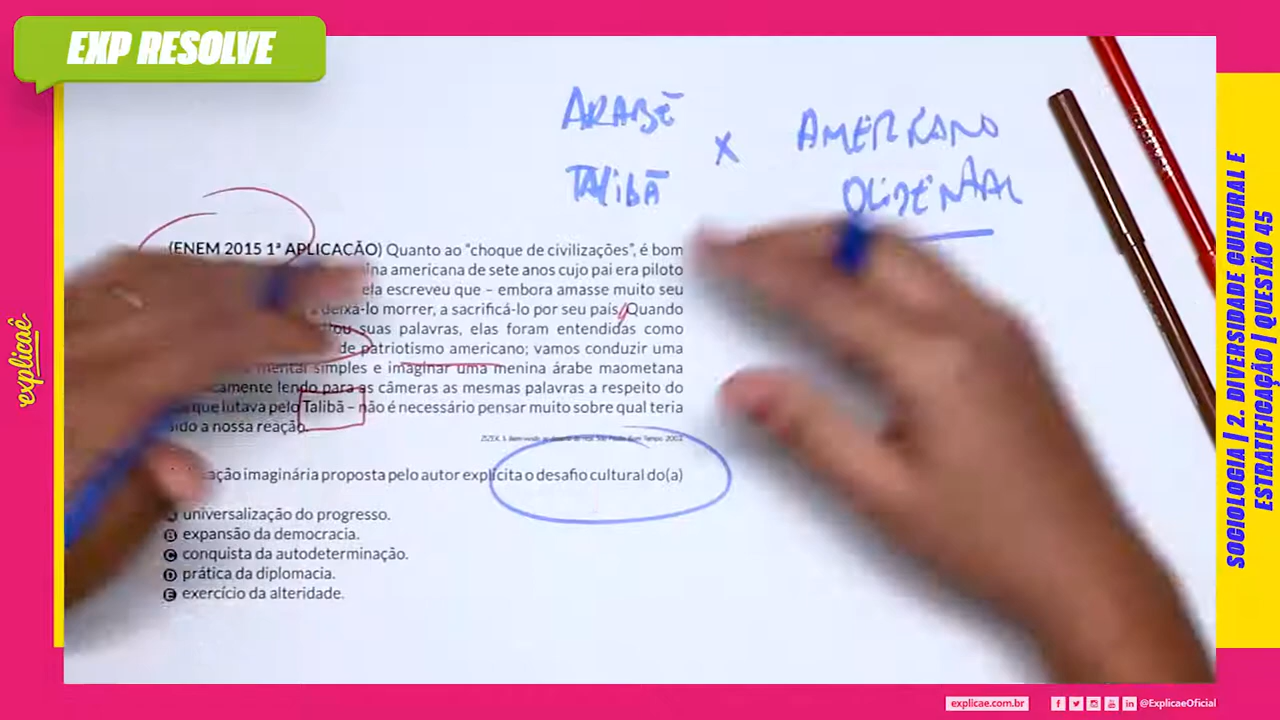 EXP RESOLVE
ARABE
AMERICANO
X
TALIBÃ
OCIDENTAL
(ENEM 2015 1ª APLICAÇÃO) Quanto ao "choque de civilizações", é bom
americana de sete anos cujo pai era piloto
ela escreveu que – embora amasse muito seu
deixá-lo morrer, a sacrificá-lo por seu país. Quando
suas palavras, elas foram entendidas como
de patriotismo americano; vamos conduzir uma
mental simples e imaginar uma menina árabe maometana
lendo para as câmeras as mesmas palavras a respeito do
que lutava pelo Talibã – não é necessário pensar muito sobre qual teria
sido a nossa reação.
imaginária proposta pelo autor explicita o desafio cultural do(a)
universalização do progresso.
B expansão da democracia.
C conquista da autodeterminação.
D prática da diplomacia.
E exercício da alteridade.
explicaê
SOCIOLOGIA | 2. DIVERSIDADE CULTURAL E
ESTRATIFICAÇÃO | QUESTÃO 45
explicae.com.br
@ExplicaeOficial